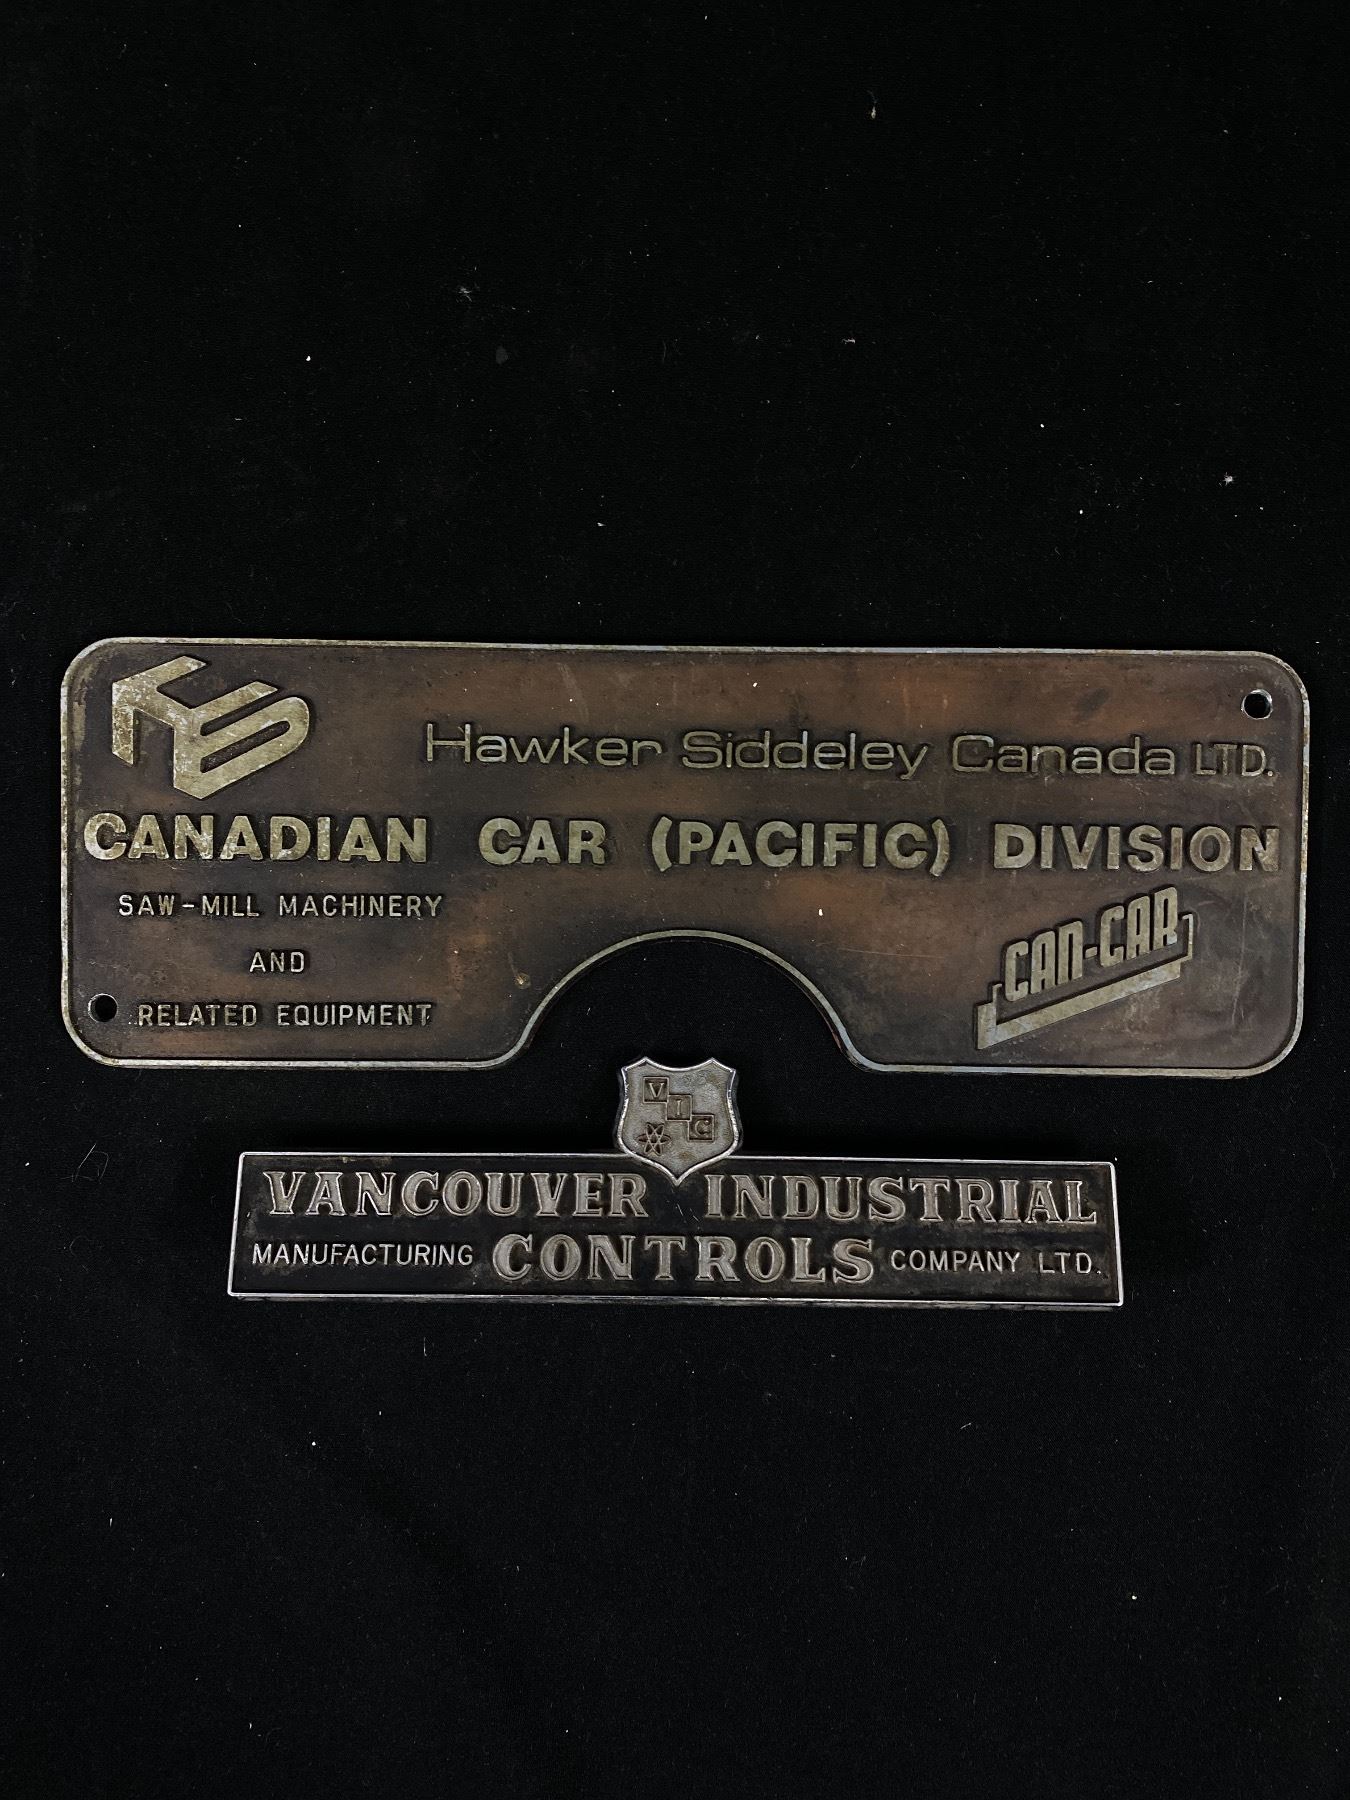 HS
Hawker Siddeley Canada LTD.
CANADIAN CAR (PACIFIC) DIVISION
SAW-MILL MACHINERY
AND
RELATED EQUIPMENT
CAN-CAR
V
I
C
VANCOUVER INDUSTRIAL
MANUFACTURING CONTROLS COMPANY LTD.